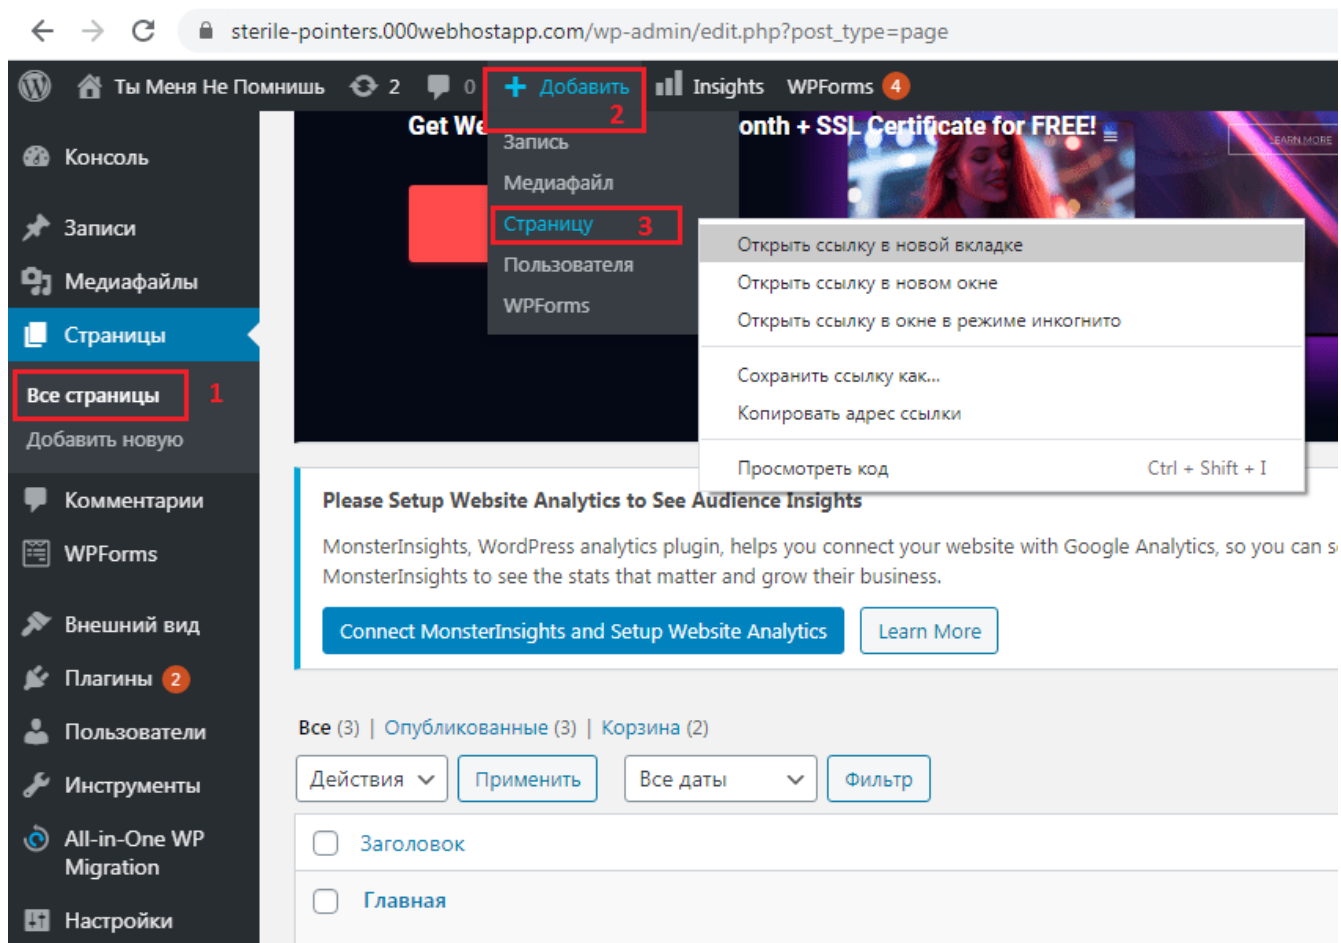 sterile-pointers.000webhostapp.com/wp-admin/edit.php?post_type=page
Ты Меня Не Помнишь 2 0 + Добавить Insights WPForms 4
2
Get We
onth + SSL Certificate for FREE!
LEARN MORE
Консоль
Записи
Медиафайлы
Страницы
Все страницы 1
Добавить новую
Комментарии
WPForms
Внешний вид
Плагины 2
Пользователи
Инструменты
All-in-One WP
Migration
Настройки
Запись
Медиафайл
Страницу 3
Пользователя
WPForms
Открыть ссылку в новой вкладке
Открыть ссылку в новом окне
Открыть ссылку в окне в режиме инкогнито
Сохранить ссылку как...
Копировать адрес ссылки
Просмотреть код Ctrl + Shift + I
Please Setup Website Analytics to See Audience Insights
MonsterInsights, WordPress analytics plugin, helps you connect your website with Google Analytics, so you can s
MonsterInsights to see the stats that matter and grow their business.
Connect MonsterInsights and Setup Website Analytics Learn More
Все (3) | Опубликованные (3) | Корзина (2)
Действия Применить Все даты Фильтр
Заголовок
Главная